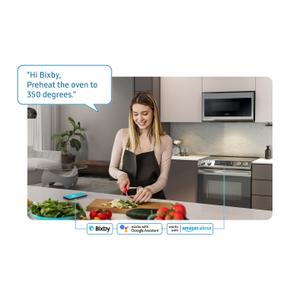 "Hi Bixby,
Preheat the oven to
350 degrees."
Bixby
works with
Google Assistant
works
with
amazon alexa